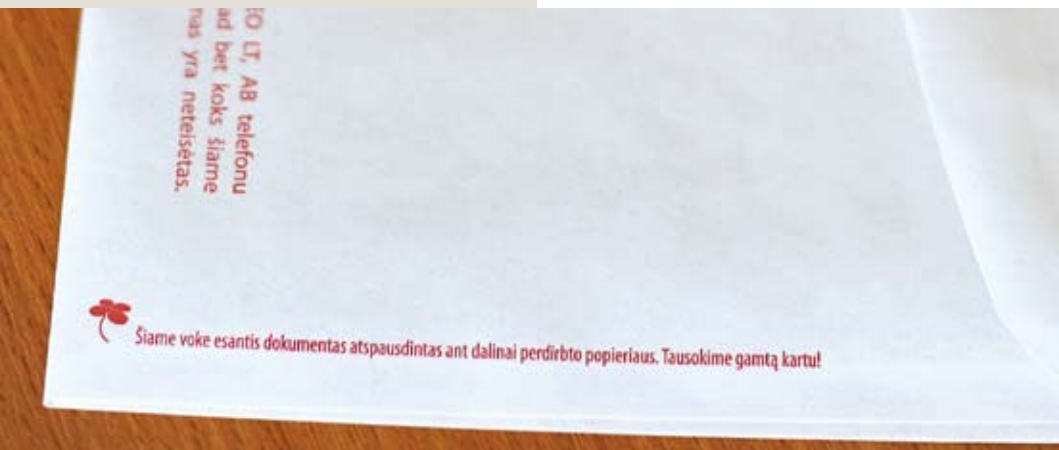 EO LT, AB telefonu
ad bet koks šiame
nas yra neteisėtas.
Šiame voke esantis dokumentas atspausdintas ant dalinai perdirbto popieriaus. Tausokime gamtą kartu!